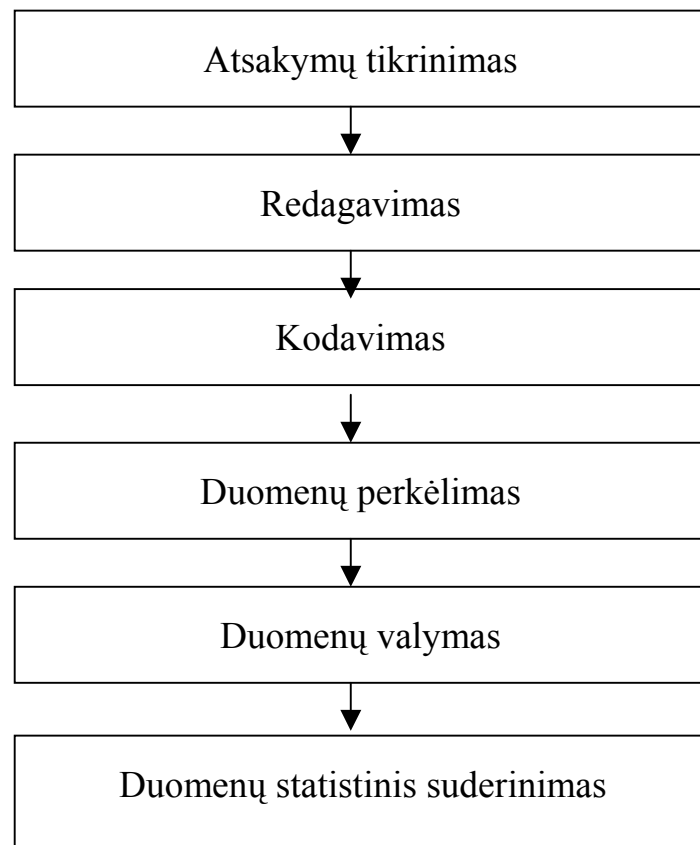 Atsakymų tikrinimas
Redagavimas
Kodavimas
Duomenų perkėlimas
Duomenų valymas
Duomenų statistinis suderinimas